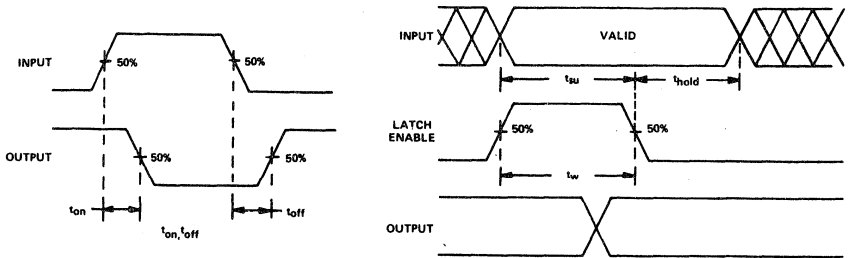 INPUT
50%
50%
OUTPUT
50%
50%
ton
toff
ton,toff
INPUT
VALID
tsu
thold
LATCH
ENABLE
50%
50%
tw
OUTPUT